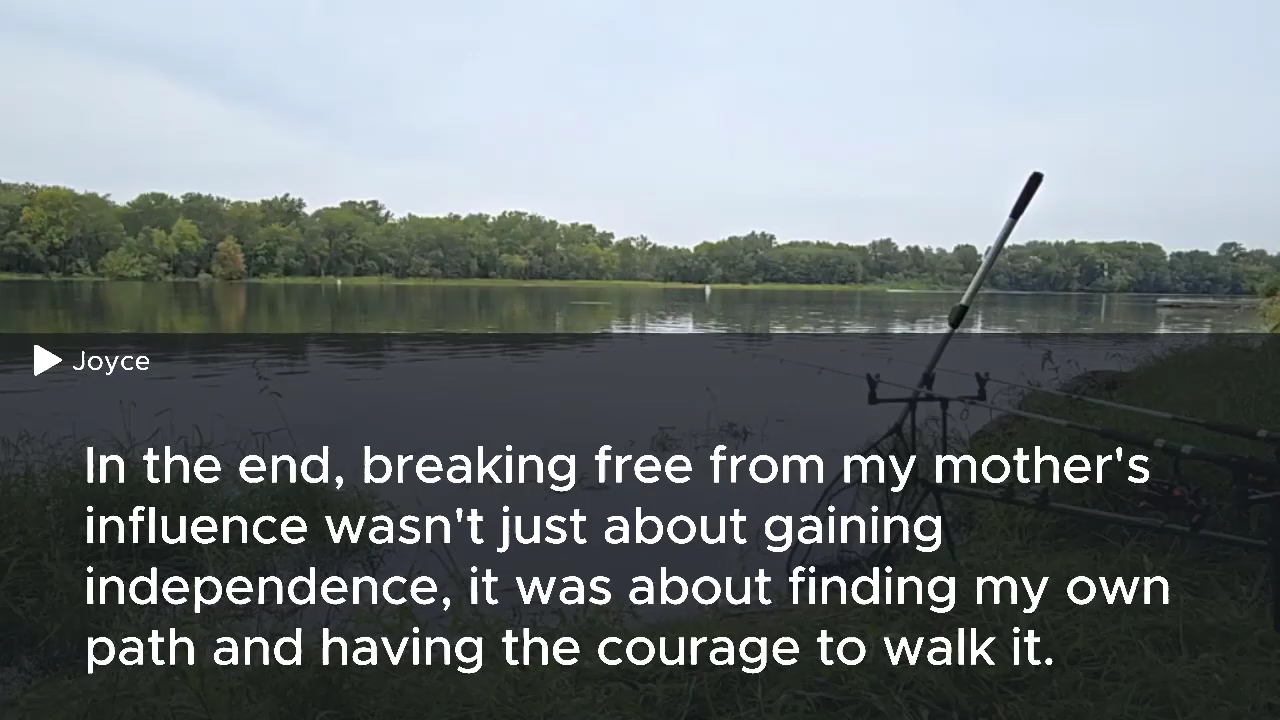 Joyce
In the end, breaking free from my mother's
influence wasn't just about gaining
independence, it was about finding my own
path and having the courage to walk it.